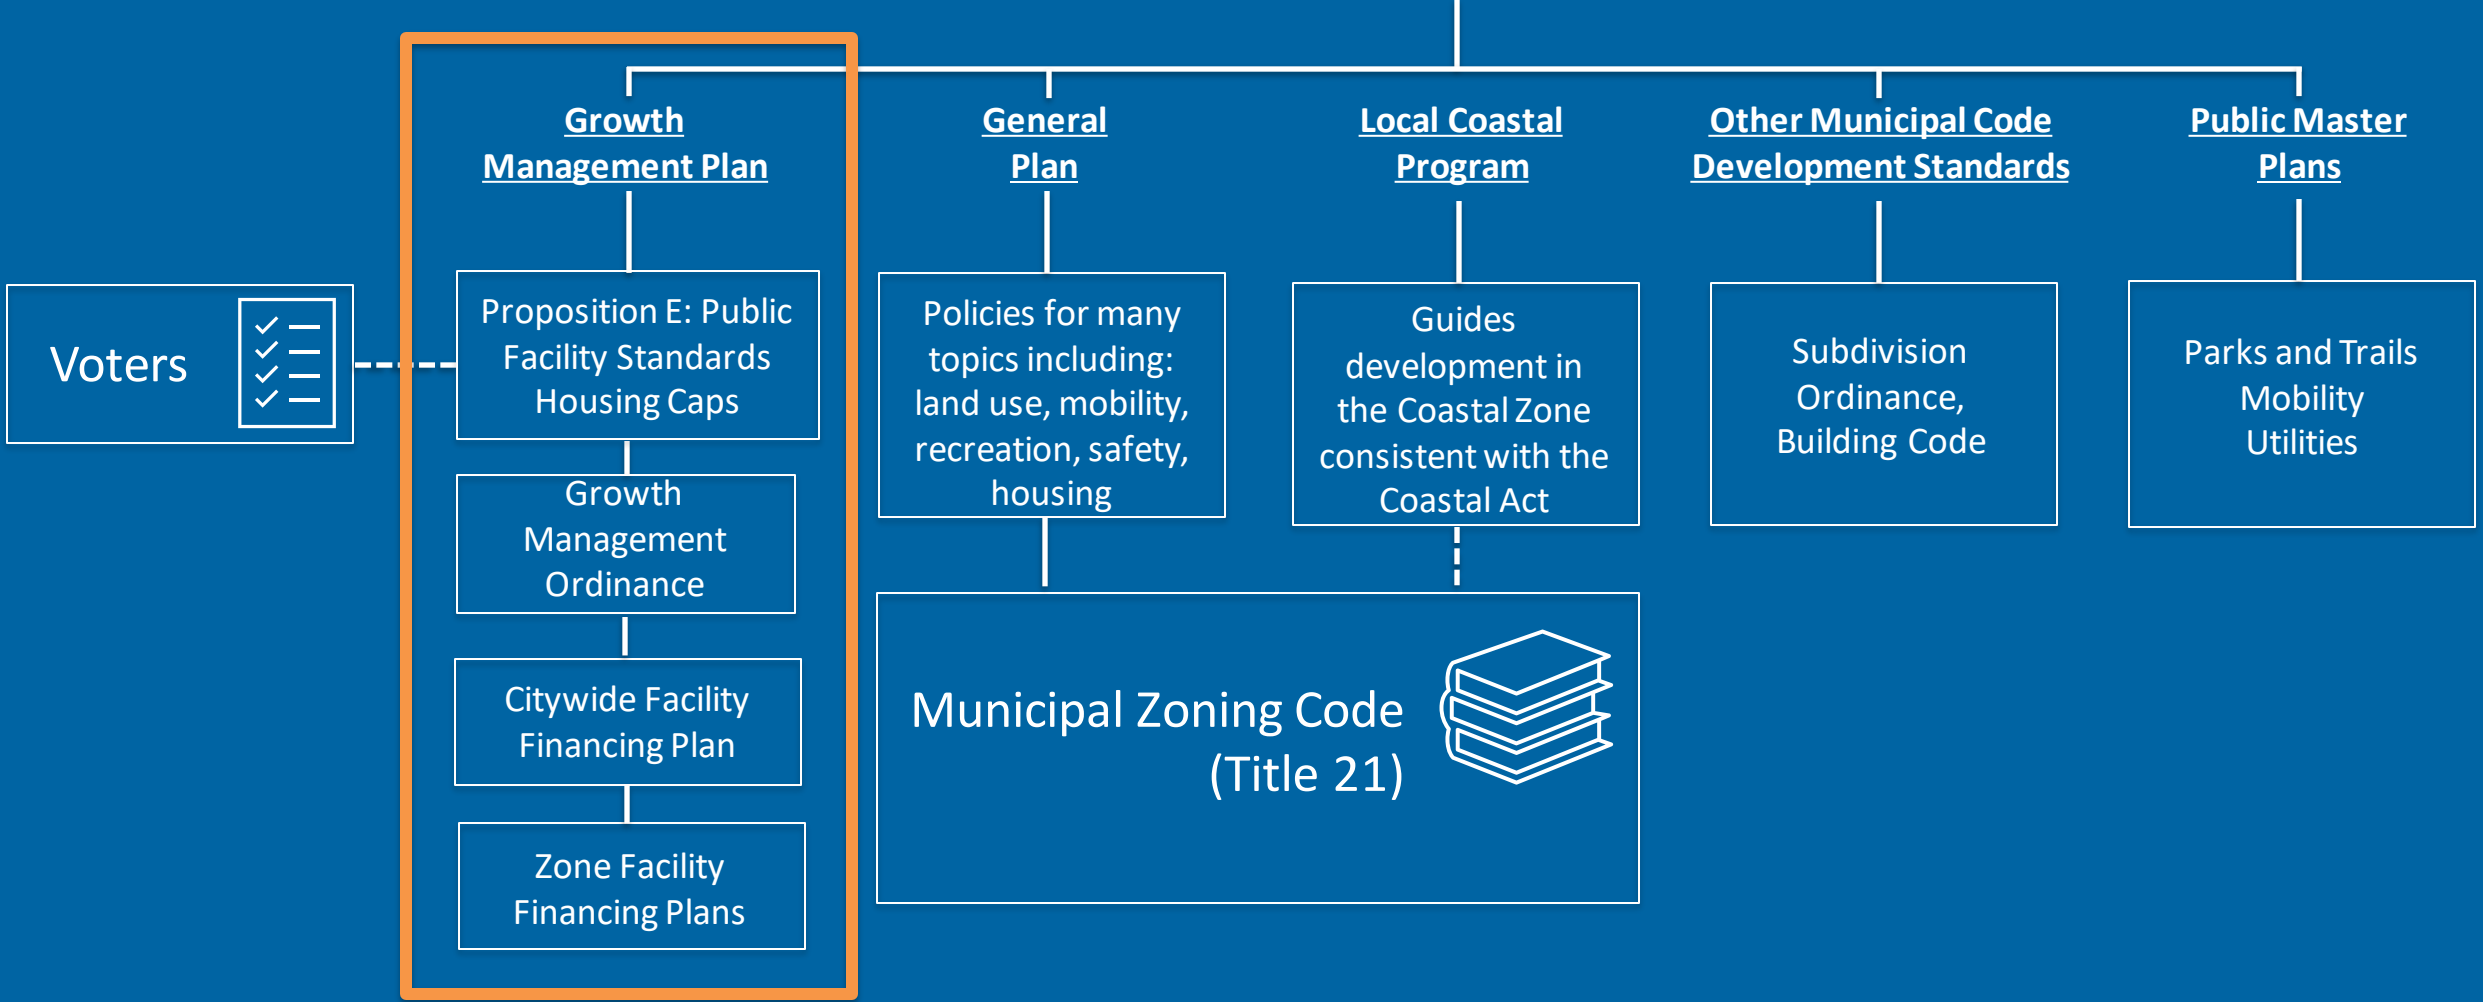 Growth
Management Plan
General
Plan
Local Coastal
Program
Other Municipal Code
Development Standards
Public Master
Plans
Voters
Proposition E: Public
Facility Standards
Housing Caps
Policies for many
topics including:
land use, mobility,
recreation, safety,
housing
Guides
development in
the Coastal Zone
consistent with the
Coastal Act
Subdivision
Ordinance,
Building Code
Parks and Trails
Mobility
Utilities
Growth
Management
Ordinance
Citywide Facility
Financing Plan
Zone Facility
Financing Plans
Municipal Zoning Code
(Title 21)